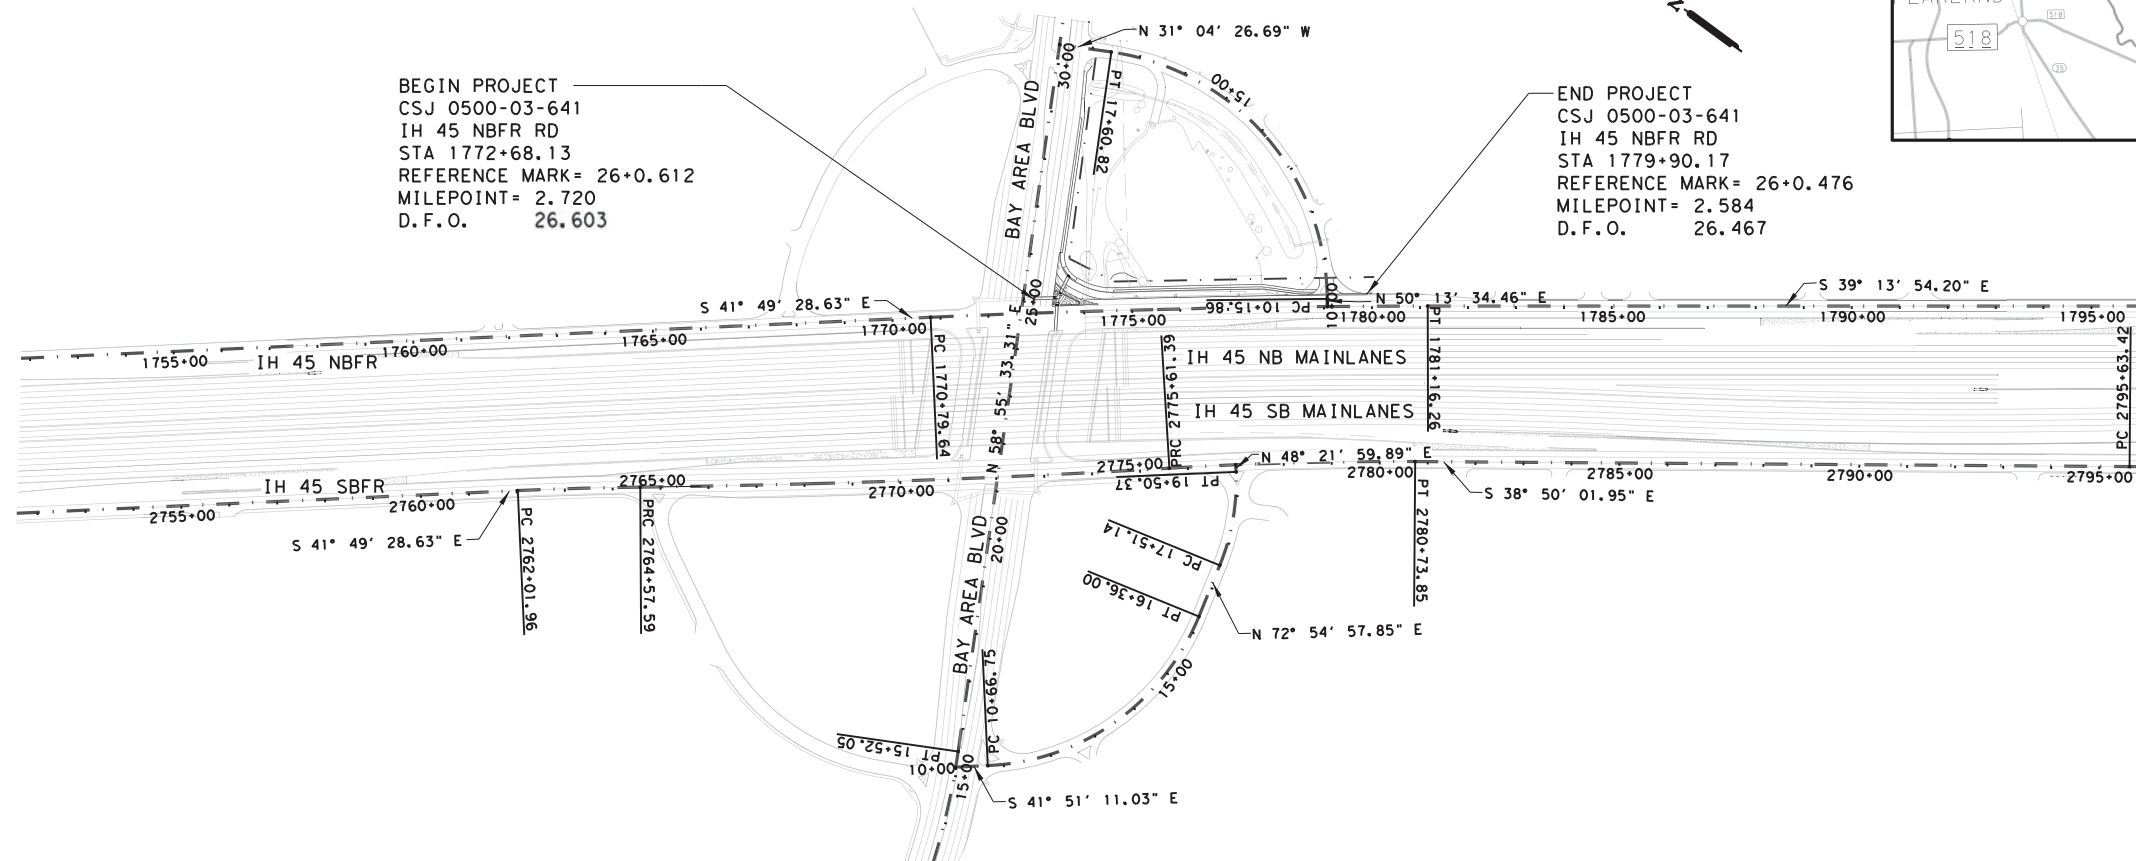 N 31° 04' 26.69" W
518
518
35
BEGIN PROJECT
CSJ 0500-03-641
IH 45 NBFR RD
STA 1772+68.13
REFERENCE MARK= 26+0.612
MILEPOINT= 2.720
D.F.O. 26.603
END PROJECT
CSJ 0500-03-641
IH 45 NBFR RD
STA 1779+90.17
REFERENCE MARK= 26+0.476
MILEPOINT= 2.584
D.F.O. 26.467
30+00
BAY AREA BLVD
PT 17+60.82
15+00
25+00
S 41° 49' 28.63" E
PC 10+15.86
10+00
N 50° 13' 34.46" E
S 39° 13' 54.20" E
1755+00
1760+00
1765+00
1770+00
1775+00
1780+00
1785+00
1790+00
1795+00
IH 45 NBFR
PC 1770+79.64
N 58° 55' 33.31" E
PRC 2775+61.39
IH 45 NB MAINLANES
IH 45 SB MAINLANES
PT 1781+16.26
PC 2795+63.42
IH 45 SBFR
2755+00
2760+00
2765+00
2770+00
2775+00
2780+00
2785+00
2790+00
2795+00
PT 19+50.37
N 48° 21' 59.89" E
S 38° 50' 01.95" E
S 41° 49' 28.63" E
PC 2762+01.96
PRC 2764+57.59
BAY AREA BLVD
20+00
PC 17+51.14
PT 16+36.00
PT 2780+73.85
N 72° 54' 57.85" E
15+00
PC 10+66.75
PT 15+52.05
10+00
15+00
S 41° 51' 11.03" E